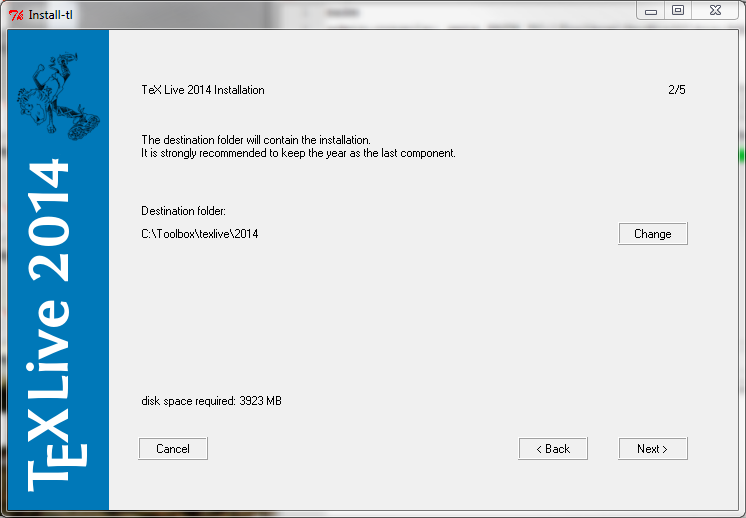 Install-tl
TeX Live 2014 Installation
2/5
The destination folder will contain the installation.
It is strongly recommended to keep the year as the last component.
Destination folder:
C:\Toolbox\texlive\2014
Change
disk space required: 3923 MB
Cancel
< Back
Next >
TEXLive 2014